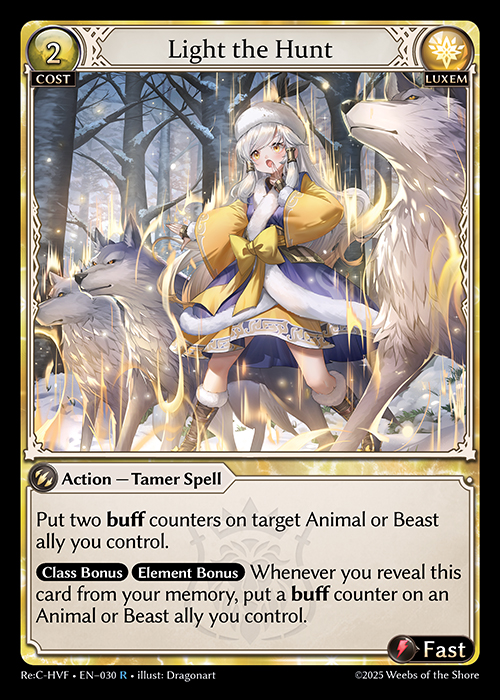 2
COST
Light the Hunt
LUXEM
Action — Tamer Spell
Put two buff counters on target Animal or Beast
ally you control.
Class Bonus Element Bonus Whenever you reveal this
card from your memory, put a buff counter on an
Animal or Beast ally you control.
Fast
Re:C-HVF • EN-030 R • illust: Dragonart
©2025 Weebs of the Shore